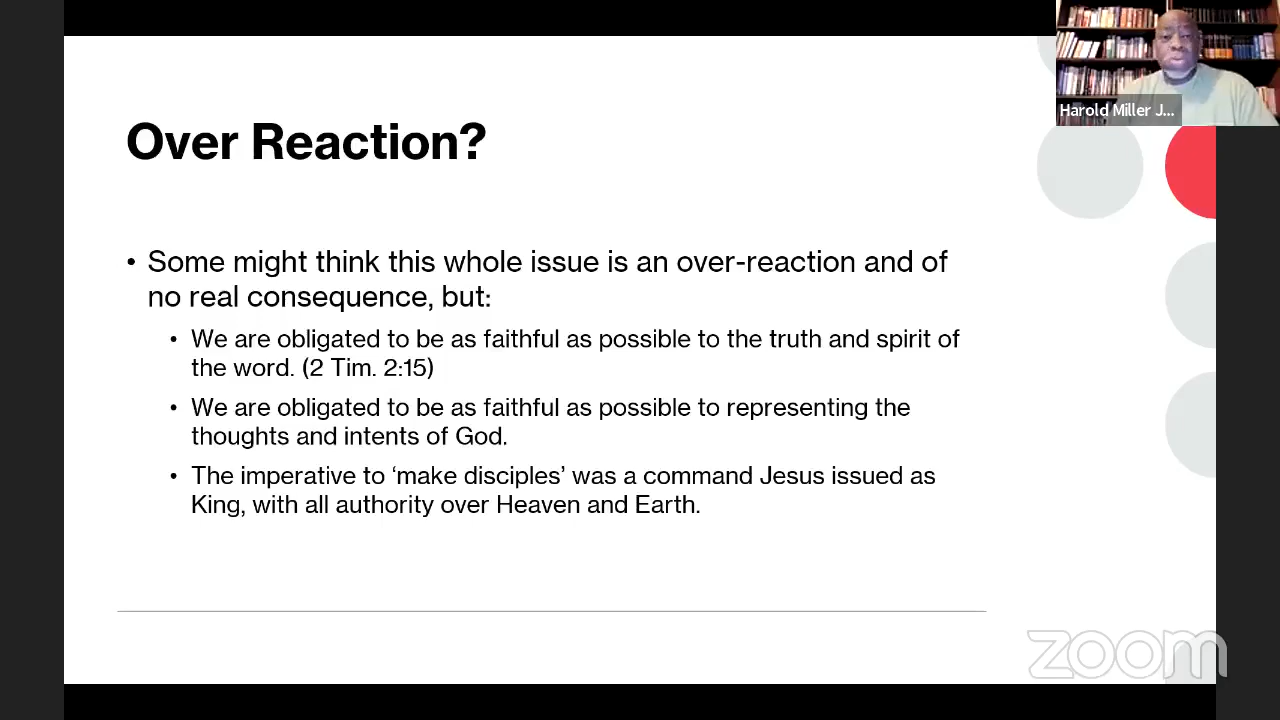 Harold Miller J...
Over Reaction?
• Some might think this whole issue is an over-reaction and of
no real consequence, but:
• We are obligated to be as faithful as possible to the truth and spirit of
the word. (2 Tim. 2:15)
• We are obligated to be as faithful as possible to representing the
thoughts and intents of God.
• The imperative to ‘make disciples’ was a command Jesus issued as
King, with all authority over Heaven and Earth.
zoom